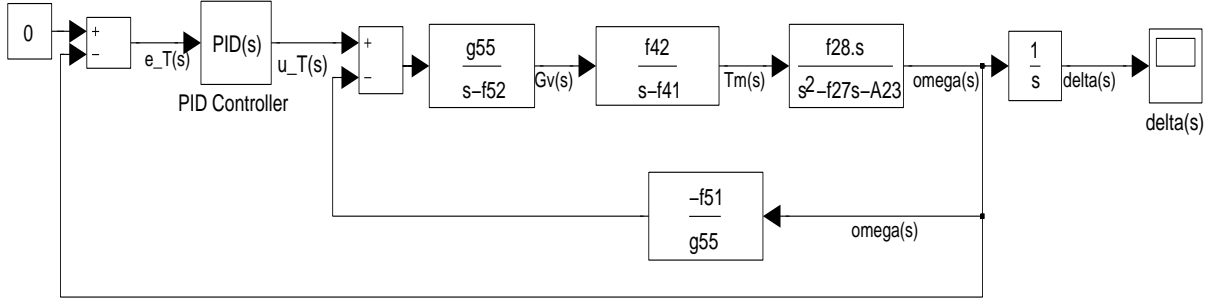 0
+
−
e_T(s)
PID(s)
PID Controller
u_T(s)
+
−
g55
s−f52
Gv(s)
f42
s−f41
Tm(s)
f28.s
s2−f27s−A23
omega(s)
1
s
delta(s)
delta(s)
−f51
g55
omega(s)